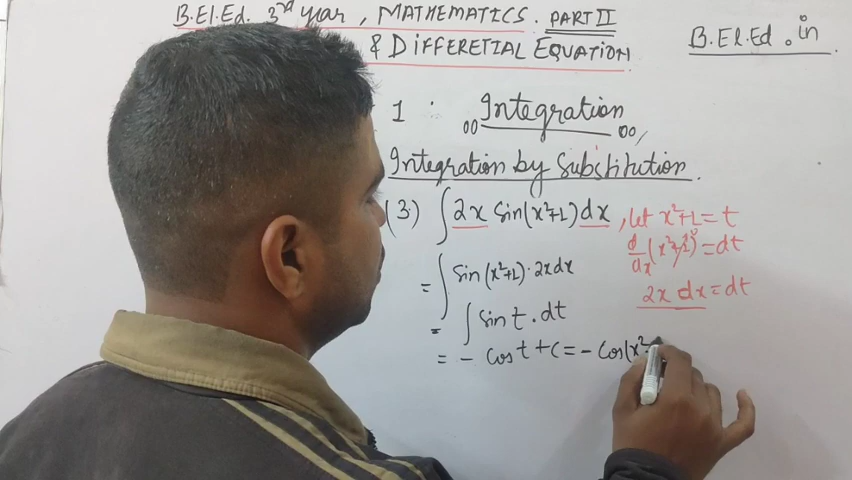 B.El.Ed. 3rd year, MATHEMATICS. PART II
& DIFFERETIAL EQUATION
B.El.Ed.in
1 : Integration
Integration by Substitution.
(3) ∫ 2x sin(x²+1) dx , let x²+1 = t
d/dx (x²+1) = dt
= ∫ sin(x²+1) · 2x dx
2x dx = dt
= ∫ sin t . dt
= - cos t + c = - cos(x²